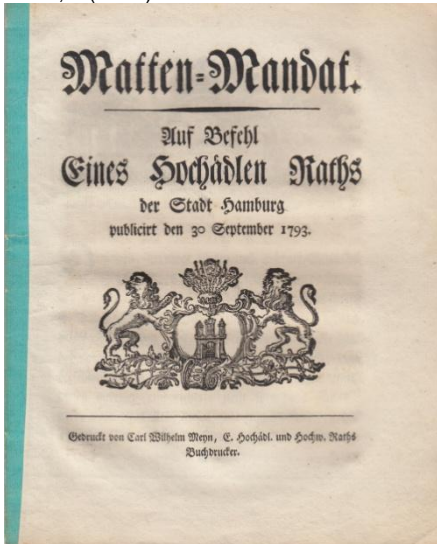 Matten=Mandat.
Auf Befehl
Eines Hochädlen Raths
der Stadt Hamburg
publicirt den 30 September 1793.
Gedruckt von Carl Wilhelm Meyn, E. Hochädl. und Hochw. Raths
Buchdrucker.